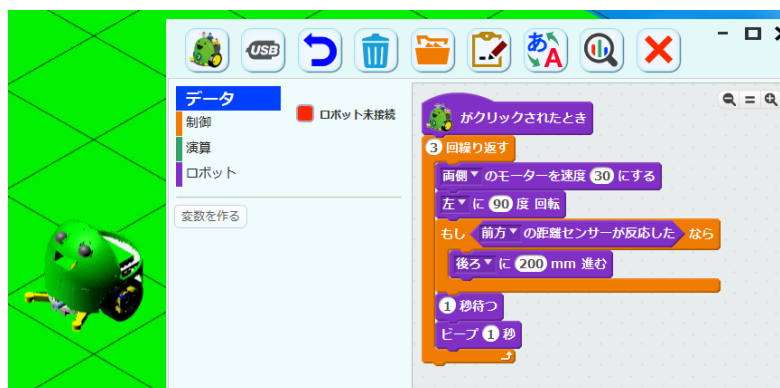 USB
あ
A
データ
制御
演算
ロボット
ロボット未接続
変数を作る
がクリックされたとき
3 回繰り返す
両側 のモーターを速度 30 にする
左 に 90 度 回転
もし 前方 の距離センサーが反応した なら
後ろ に 200 mm 進む
1 秒待つ
ビープ 1 秒